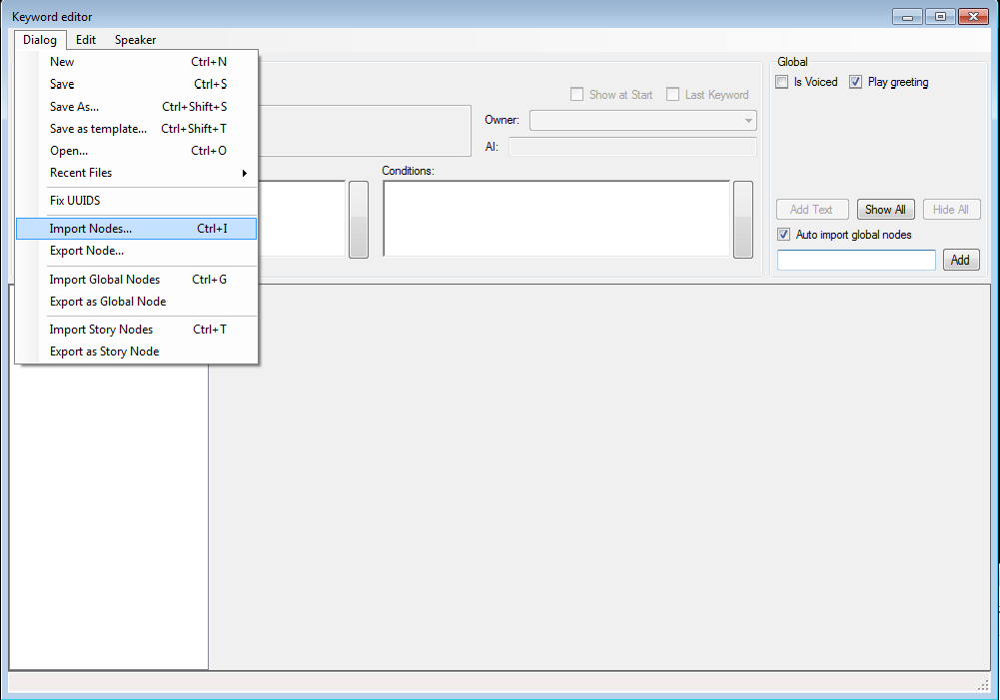 Keyword editor
Dialog Edit Speaker
New Ctrl+N
Save Ctrl+S
Save As... Ctrl+Shift+S
Save as template... Ctrl+Shift+T
Open... Ctrl+O
Recent Files
Fix UUIDS
Import Nodes... Ctrl+I
Export Node...
Import Global Nodes Ctrl+G
Export as Global Node
Import Story Nodes Ctrl+T
Export as Story Node
Show at Start Last Keyword
Owner:
AI:
Conditions:
Global
Is Voiced Play greeting
Add Text Show All Hide All
Auto import global nodes
Add